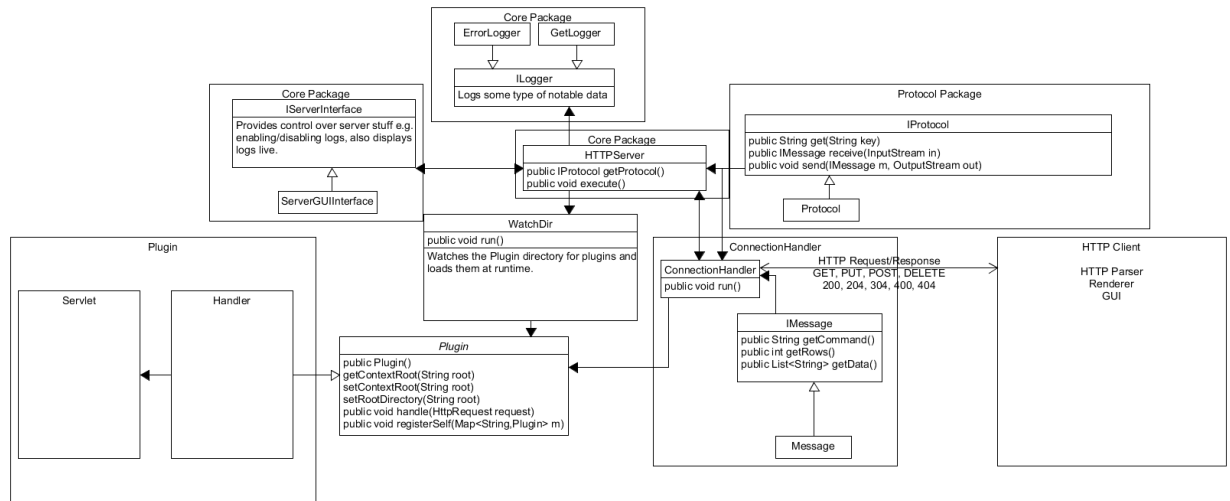 Core Package
ErrorLogger
GetLogger
ILogger
Logs some type of notable data
Core Package
IServerInterface
Provides control over server stuff e.g.
enabling/disabling logs, also displays
logs live.
ServerGUIInterface
Core Package
HTTPServer
public IProtocol getProtocol()
public void execute()
Protocol Package
IProtocol
public String get(String key)
public IMessage receive(InputStream in)
public void send(IMessage m, OutputStream out)
Protocol
WatchDir
public void run()
Watches the Plugin directory for plugins and
loads them at runtime.
Plugin
Servlet
Handler
Plugin
public Plugin()
getContextRoot(String root)
setContextRoot(String root)
setRootDirectory(String root)
public void handle(HttpRequest request)
public void registerSelf(Map<String,Plugin> m)
ConnectionHandler
ConnectionHandler
public void run()
HTTP Request/Response
GET, PUT, POST, DELETE
200, 204, 304, 400, 404
IMessage
public String getCommand()
public int getRows()
public List<String> getData()
Message
HTTP Client
HTTP Parser
Renderer
GUI